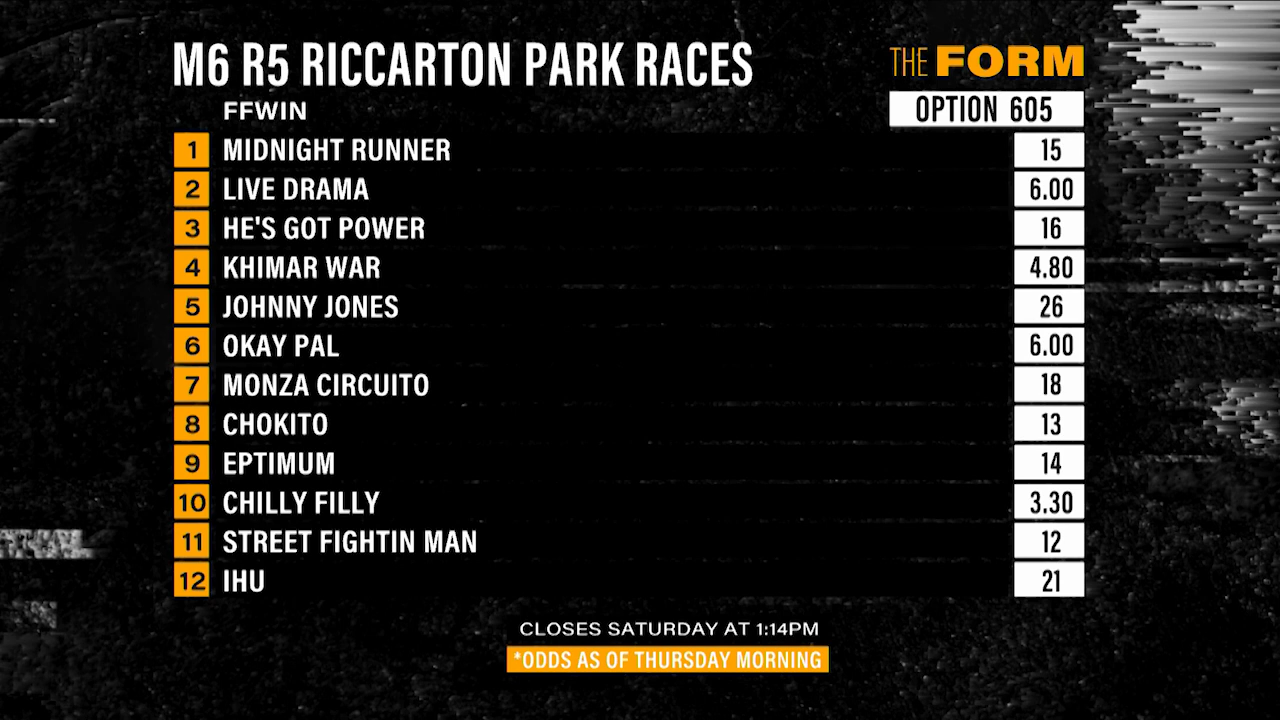 M6 R5 RICCARTON PARK RACES
THE FORM
FFWIN
OPTION 605
1 MIDNIGHT RUNNER 15
2 LIVE DRAMA 6.00
3 HE'S GOT POWER 16
4 KHIMAR WAR 4.80
5 JOHNNY JONES 26
6 OKAY PAL 6.00
7 MONZA CIRCUITO 18
8 CHOKITO 13
9 EPTIMUM 14
10 CHILLY FILLY 3.30
11 STREET FIGHTIN MAN 12
12 IHU 21
CLOSES SATURDAY AT 1:14PM
*ODDS AS OF THURSDAY MORNING